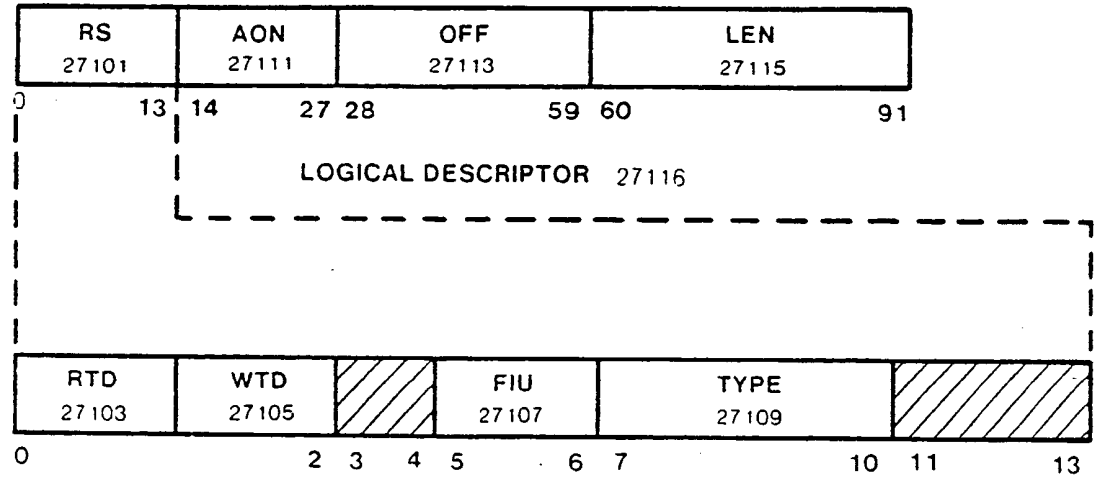 RS AON OFF LEN
27101 27111 27113 27115
0 13 14 27 28 59 60 91
LOGICAL DESCRIPTOR 27116
RTD WTD FIU TYPE
27103 27105 27107 27109
0 2 3 4 5 6 7 10 11 13